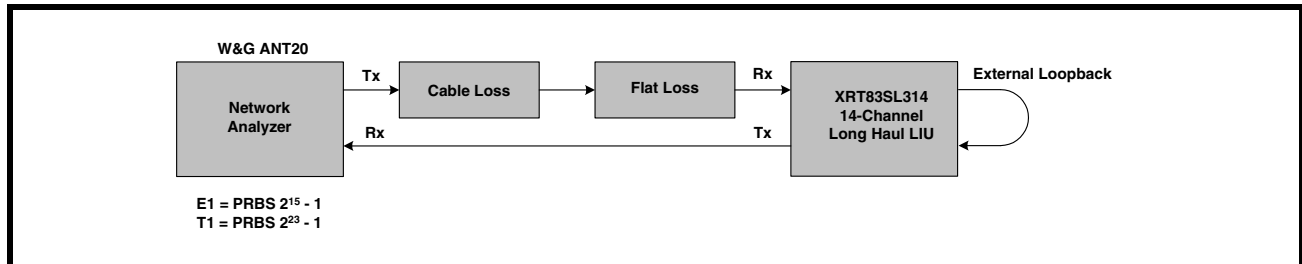 W&G ANT20
Network
Analyzer
Tx
Rx
Cable Loss
Flat Loss
Rx
Tx
XRT83SL314
14-Channel
Long Haul LIU
External Loopback
E1 = PRBS 2¹⁵ - 1
T1 = PRBS 2²³ - 1